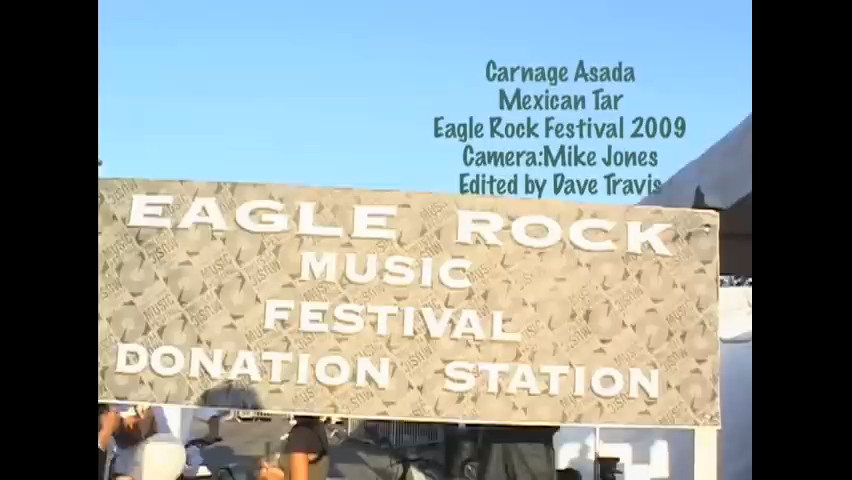 Carnage Asada
Mexican Tar
Eagle Rock Festival 2009
Camera:Mike Jones
Edited by Dave Travis
EAGLE ROCK
MUSIC
FESTIVAL
DONATION STATION